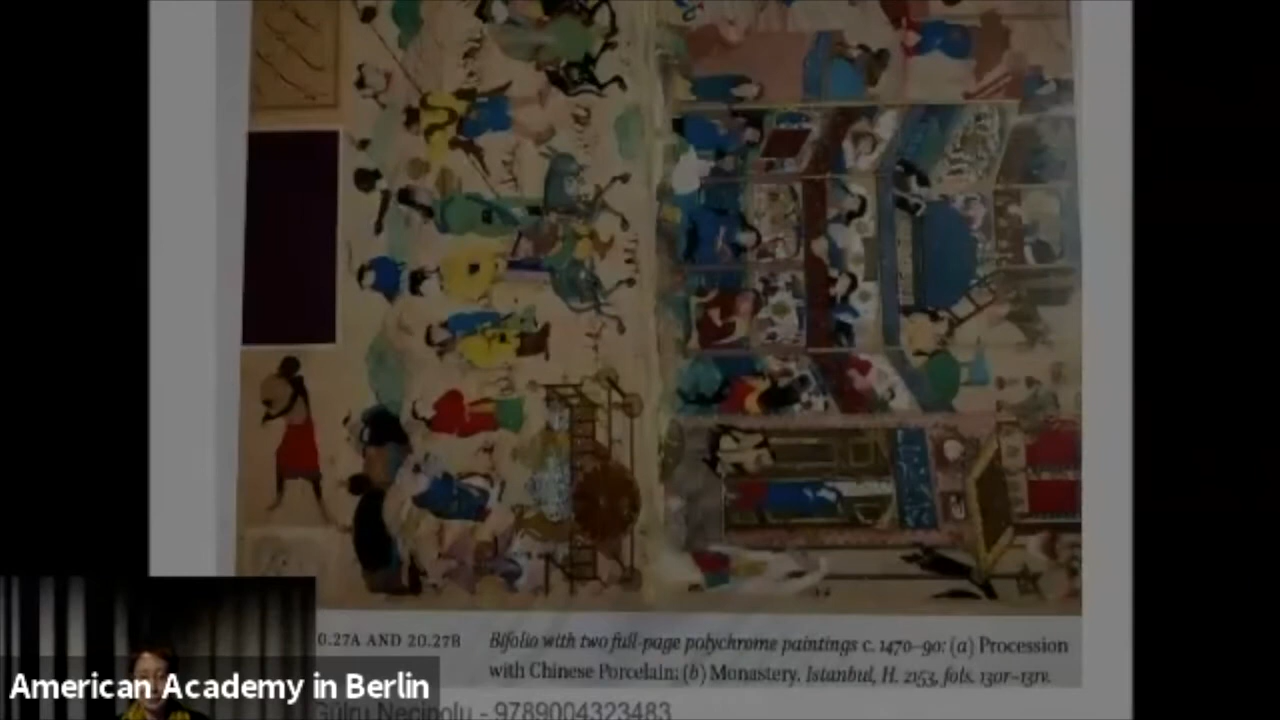 0.27A AND 20.27B
Bifolio with two full-page polychrome paintings c. 1470–90: (a) Procession
with Chinese Porcelain; (b) Monastery. Istanbul, H. 2153, fols. 130r–131v.
American Academy in Berlin
Gülru Necipoğlu - 9789004323483